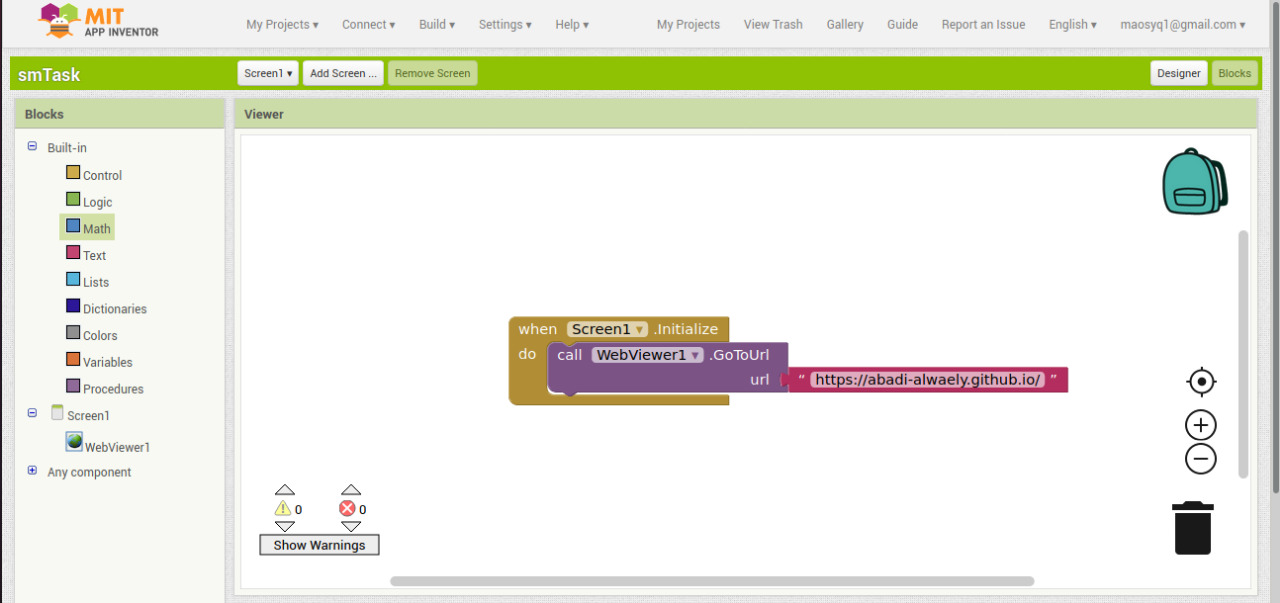 MIT
APP INVENTOR
My Projects ▾ Connect ▾ Build ▾ Settings ▾ Help ▾ My Projects View Trash Gallery Guide Report an Issue English ▾ maosyq1@gmail.com ▾
smTask Screen1 ▾ Add Screen ... Remove Screen Designer Blocks
Blocks Viewer
Built-in
Control
Logic
Math
Text
Lists
Dictionaries
Colors
Variables
Procedures
Screen1
WebViewer1
Any component
when Screen1 ▾ .Initialize
do call WebViewer1 ▾ .GoToUrl
url “ https://abadi-alwaely.github.io/ ”
0 0
Show Warnings